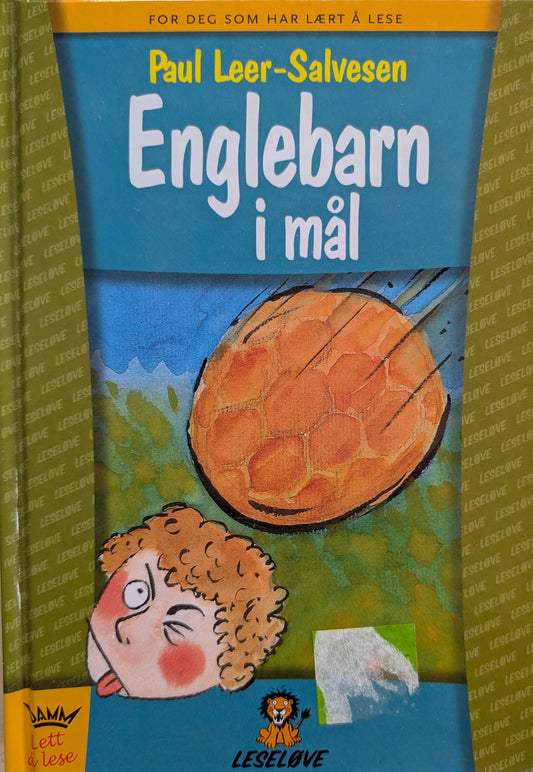 FOR DEG SOM HAR LÆRT Å LESE
Paul Leer-Salvesen
Englebarn
i mål
DAMM
Lett
å lese
LESELØVE